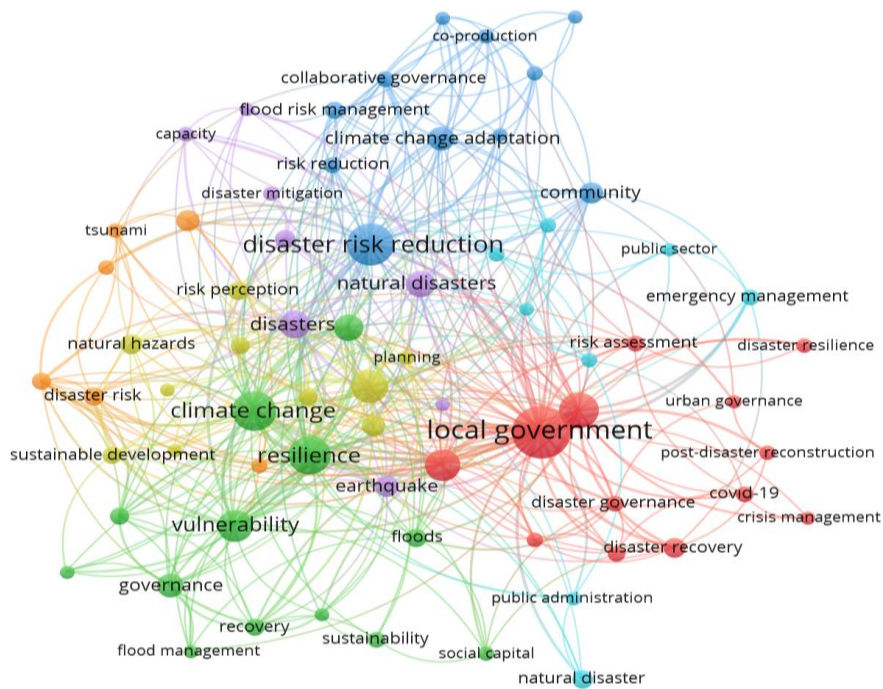 co-production
collaborative governance
flood risk management
capacity
climate change adaptation
risk reduction
disaster mitigation
community
tsunami
disaster risk reduction
public sector
natural disasters
risk perception
emergency management
disasters
natural hazards
planning
risk assessment
disaster resilience
disaster risk
climate change
urban governance
local government
sustainable development
resilience
post-disaster reconstruction
earthquake
covid-19
disaster governance
crisis management
vulnerability
floods
disaster recovery
governance
public administration
recovery
sustainability
flood management
social capital
natural disaster